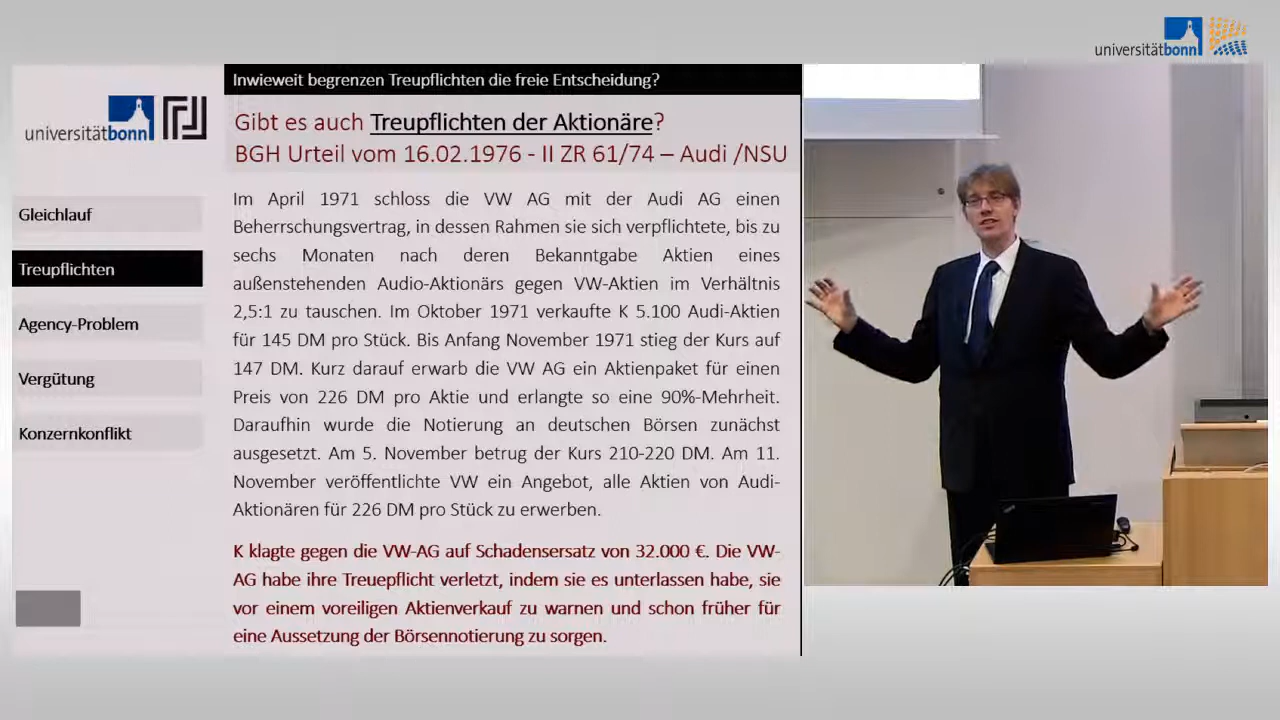 universitätbonn
Inwieweit begrenzen Treupflichten die freie Entscheidung?
universitätbonn
Gibt es auch Treupflichten der Aktionäre?
BGH Urteil vom 16.02.1976 - II ZR 61/74 – Audi /NSU
Gleichlauf
Treupflichten
Agency-Problem
Vergütung
Konzernkonflikt
Im April 1971 schloss die VW AG mit der Audi AG einen
Beherrschungsvertrag, in dessen Rahmen sie sich verpflichtete, bis zu
sechs Monaten nach deren Bekanntgabe Aktien eines
außenstehenden Audio-Aktionärs gegen VW-Aktien im Verhältnis
2,5:1 zu tauschen. Im Oktober 1971 verkaufte K 5.100 Audi-Aktien
für 145 DM pro Stück. Bis Anfang November 1971 stieg der Kurs auf
147 DM. Kurz darauf erwarb die VW AG ein Aktienpaket für einen
Preis von 226 DM pro Aktie und erlangte so eine 90%-Mehrheit.
Daraufhin wurde die Notierung an deutschen Börsen zunächst
ausgesetzt. Am 5. November betrug der Kurs 210-220 DM. Am 11.
November veröffentlichte VW ein Angebot, alle Aktien von Audi-
Aktionären für 226 DM pro Stück zu erwerben.
K klagte gegen die VW-AG auf Schadensersatz von 32.000 €. Die VW-
AG habe ihre Treuepflicht verletzt, indem sie es unterlassen habe, sie
vor einem voreiligen Aktienverkauf zu warnen und schon früher für
eine Aussetzung der Börsennotierung zu sorgen.